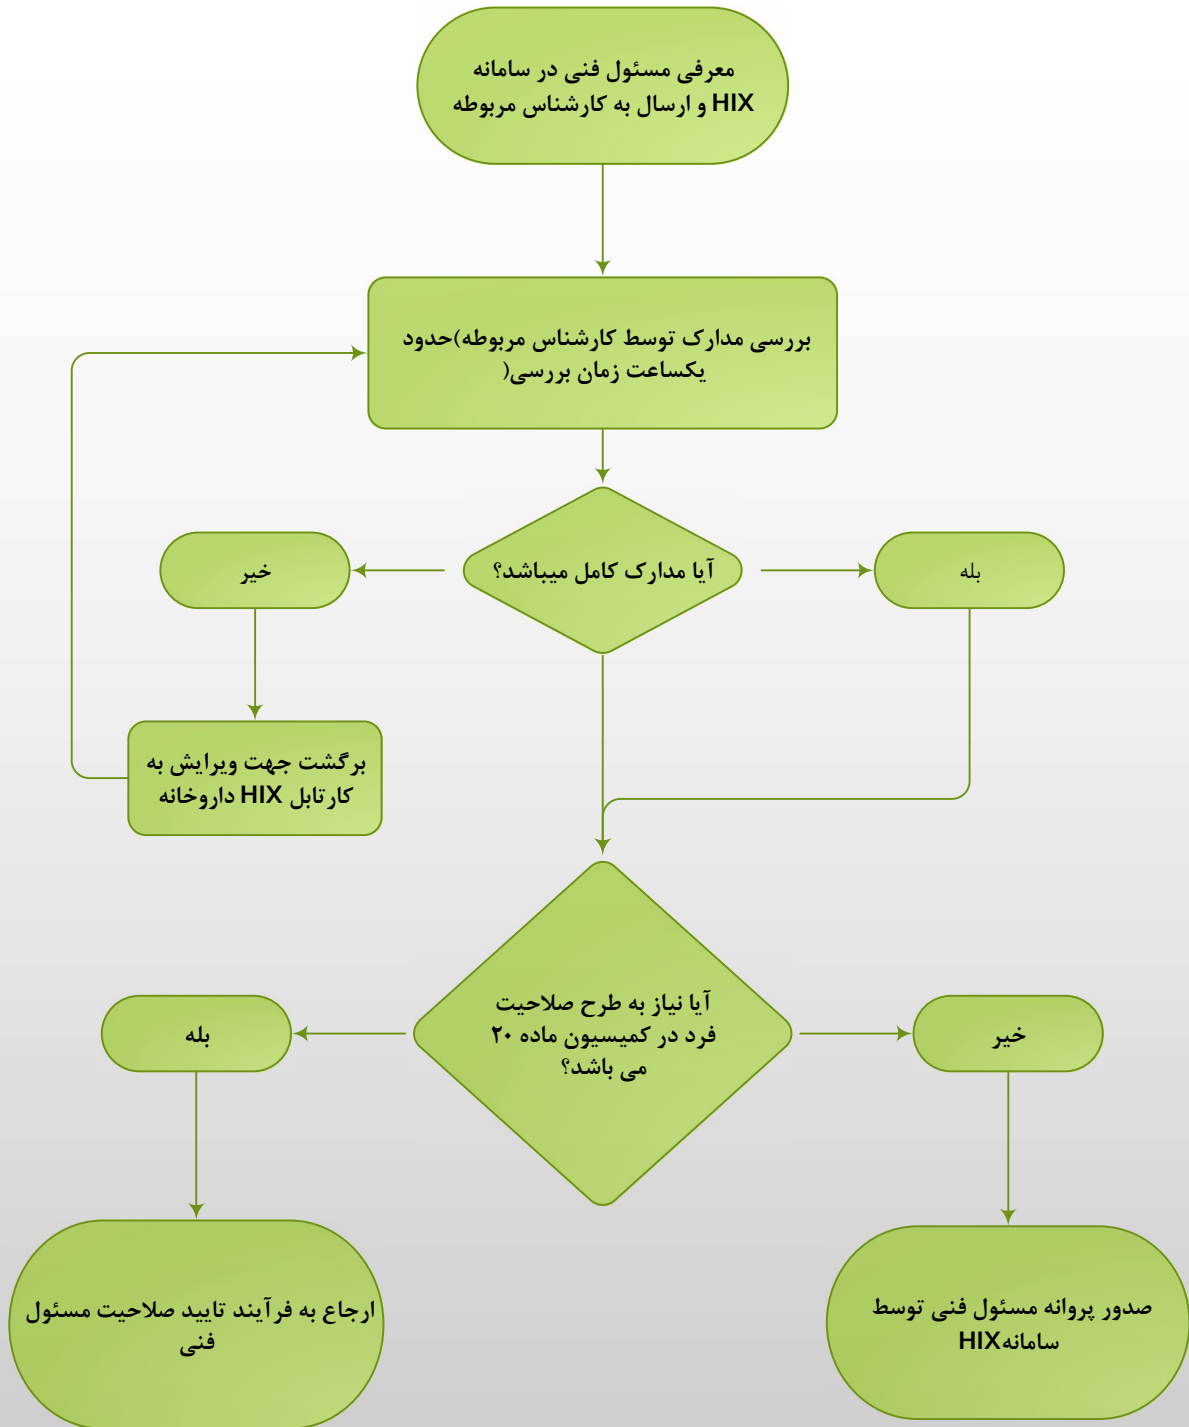 معرفی مسئول فنی در سامانه
HIX و ارسال به کارشناس مربوطه
بررسی مدارک توسط کارشناس مربوطه)حدود
یکساعت زمان بررسی(
آیا مدارک کامل میباشد؟
بله
خیر
برگشت جهت ویرایش به
کارتابل HIX داروخانه
آیا نیاز به طرح صلاحیت
فرد در کمیسیون ماده ۲۰
می باشد؟
خیر
بله
صدور پروانه مسئول فنی توسط
سامانهHIX
ارجاع به فرآیند تایید صلاحیت مسئول
فنی